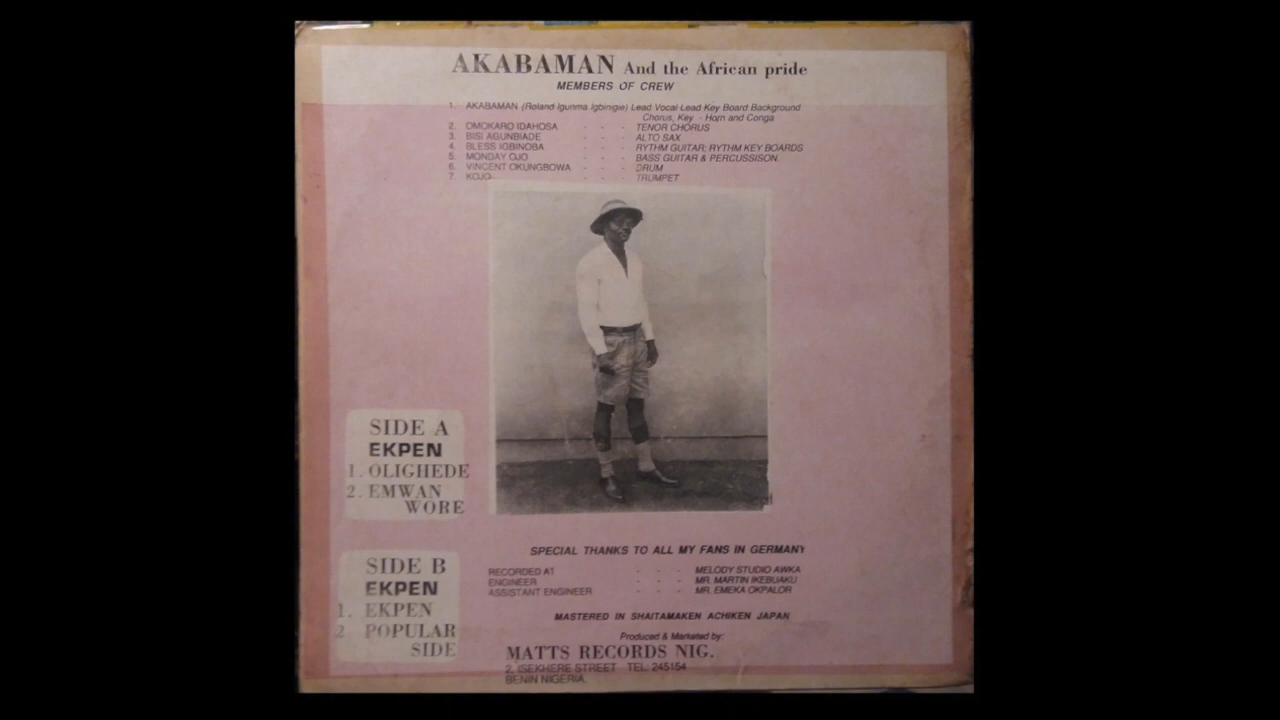 AKABAMAN And the African pride
MEMBERS OF CREW
1. AKABAMAN (Roland Igunma Igbinigie) Lead Vocal Lead Key Board Background
Chorus, Key - Horn and Conga
2. OMOKARO IDAHOSA - - - TENOR CHORUS
3. BISI AGUNBIADE - - - ALTO SAX
4. BLESS IGBINOBA - - - RYTHM GUITAR; RYTHM KEY BOARDS
5. MONDAY OJO - - - BASS GUITAR & PERCUSSISON.
6. VINCENT OKUNGBOWA - - - DRUM
7. KOJO - - - TRUMPET
SIDE A
EKPEN
1. OLIGHEDE
2. EMWAN
WORE
SIDE B
EKPEN
1. EKPEN
2 POPULAR
SIDE
SPECIAL THANKS TO ALL MY FANS IN GERMANY
RECORDED AT - - - MELODY STUDIO AWKA
ENGINEER - - - MR. MARTIN IKEBUAKU
ASSISTANT ENGINEER - - - MR. EMEKA OKPALOR
MASTERED IN SHAITAMAKEN ACHIKEN JAPAN
Produced & Marketed by:
MATTS RECORDS NIG.
2, ISEKHERE STREET TEL: 245154
BENIN NIGERIA.